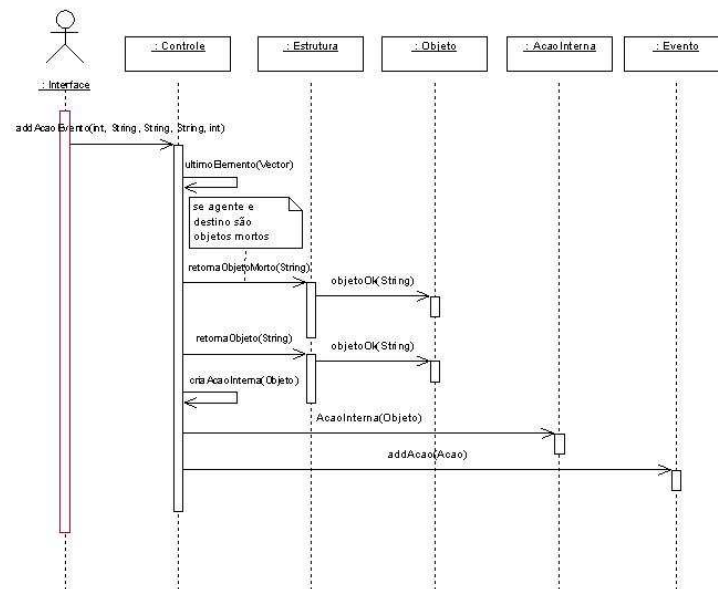 : Controle
: Estrutura
: Objeto
: AcaoInterna
: Evento
: Interface
addAcaoEvento(int, String, String, String, int)
ultimoElemento(Vector)
se agente e
destino são
objetos mortos
retornaObjetoMorto(String)
objetoOk(String)
retornaObjeto(String)
objetoOk(String)
criaAcaoInterna(Objeto)
AcaoInterna(Objeto)
addAcao(Acao)